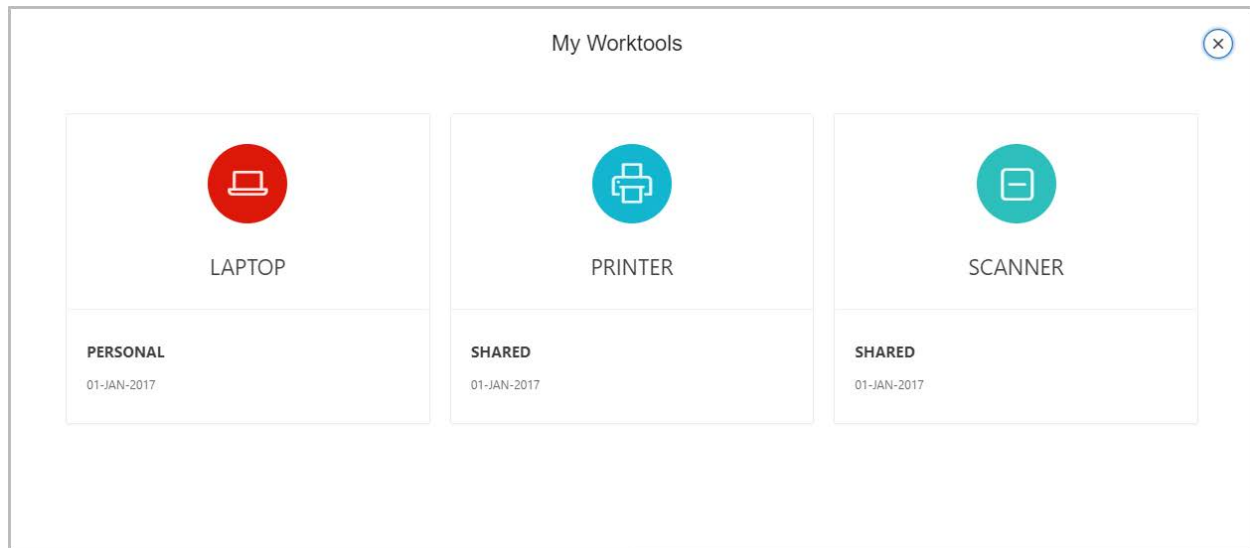 My Worktools
LAPTOP
PERSONAL
01-JAN-2017
PRINTER
SHARED
01-JAN-2017
SCANNER
SHARED
01-JAN-2017